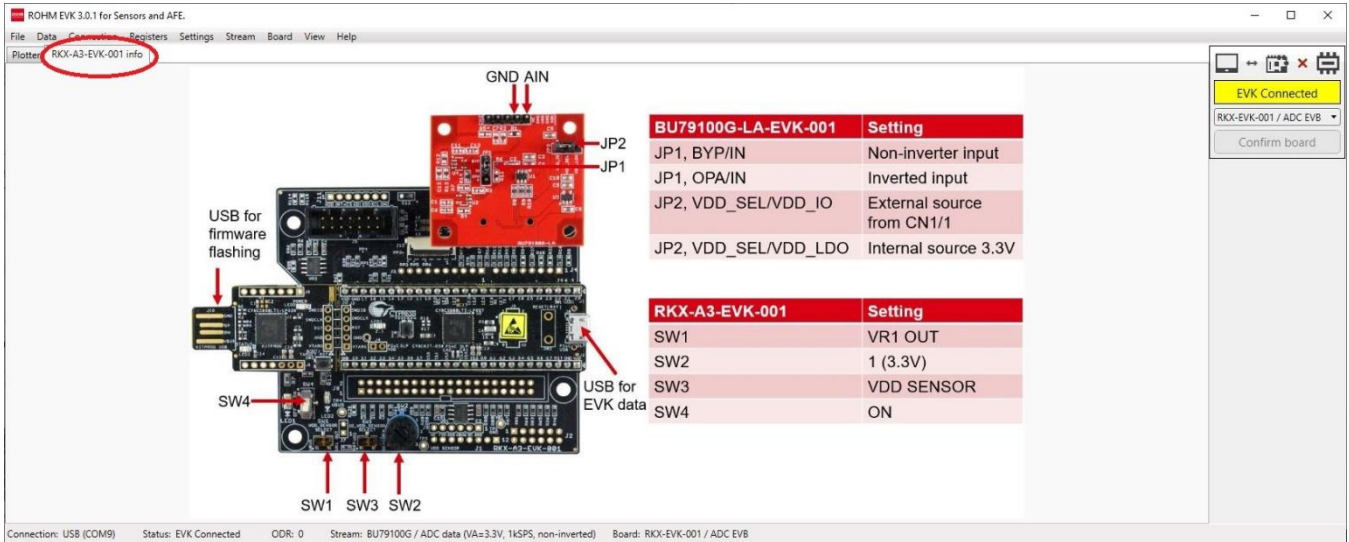 ROHM EVK 3.0.1 for Sensors and AFE.
File Data Connection Registers Settings Stream Board View Help
Plotter RKX-A3-EVK-001 info
EVK Connected
RKX-EVK-001 / ADC EVB
Confirm board
GND AIN
JP2
JP1
USB for
firmware
flashing
SW4
USB for
EVK data
SW1 SW3 SW2
BU79100G-LA-EVK-001 Setting
JP1, BYP/IN Non-inverter input
JP1, OPA/IN Inverted input
JP2, VDD_SEL/VDD_IO External source
from CN1/1
JP2, VDD_SEL/VDD_LDO Internal source 3.3V
RKX-A3-EVK-001 Setting
SW1 VR1 OUT
SW2 1 (3.3V)
SW3 VDD SENSOR
SW4 ON
RKX-A3-EVK-001
Connection: USB (COM9) Status: EVK Connected ODR: 0 Stream: BU79100G / ADC data (VA=3.3V, 1kSPS, non-inverted) Board: RKX-EVK-001 / ADC EVB